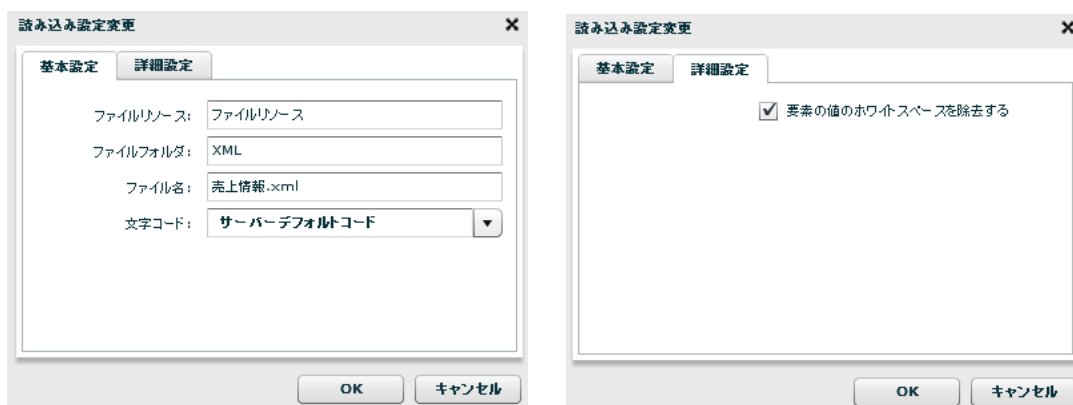 読み込み設定変更
基本設定 詳細設定
ファイルリソース: ファイルリソース
ファイルフォルダ: XML
ファイル名: 売上情報.xml
文字コード: サーバーデフォルトコード
OK キャンセル
読み込み設定変更
基本設定 詳細設定
要素の値のホワイトスペースを除去する
OK キャンセル